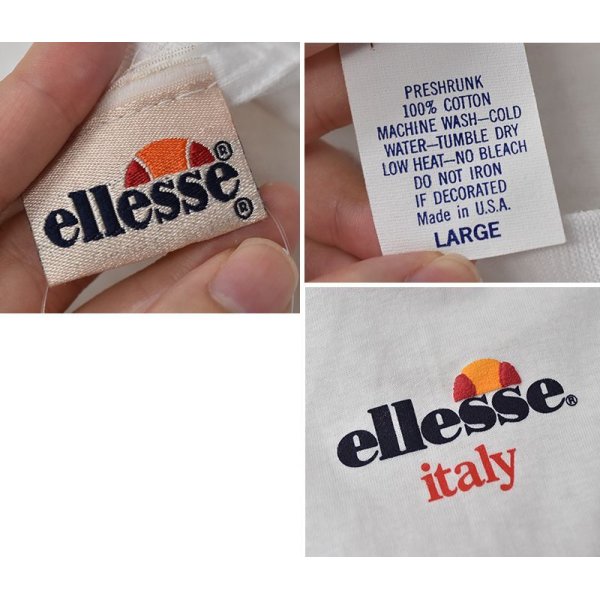 ellesse®
®
PRESHRUNK
100% COTTON
MACHINE WASH—COLD
WATER—TUMBLE DRY
LOW HEAT—NO BLEACH
DO NOT IRON
IF DECORATED
Made in U.S.A.
LARGE
ellesse®
italy